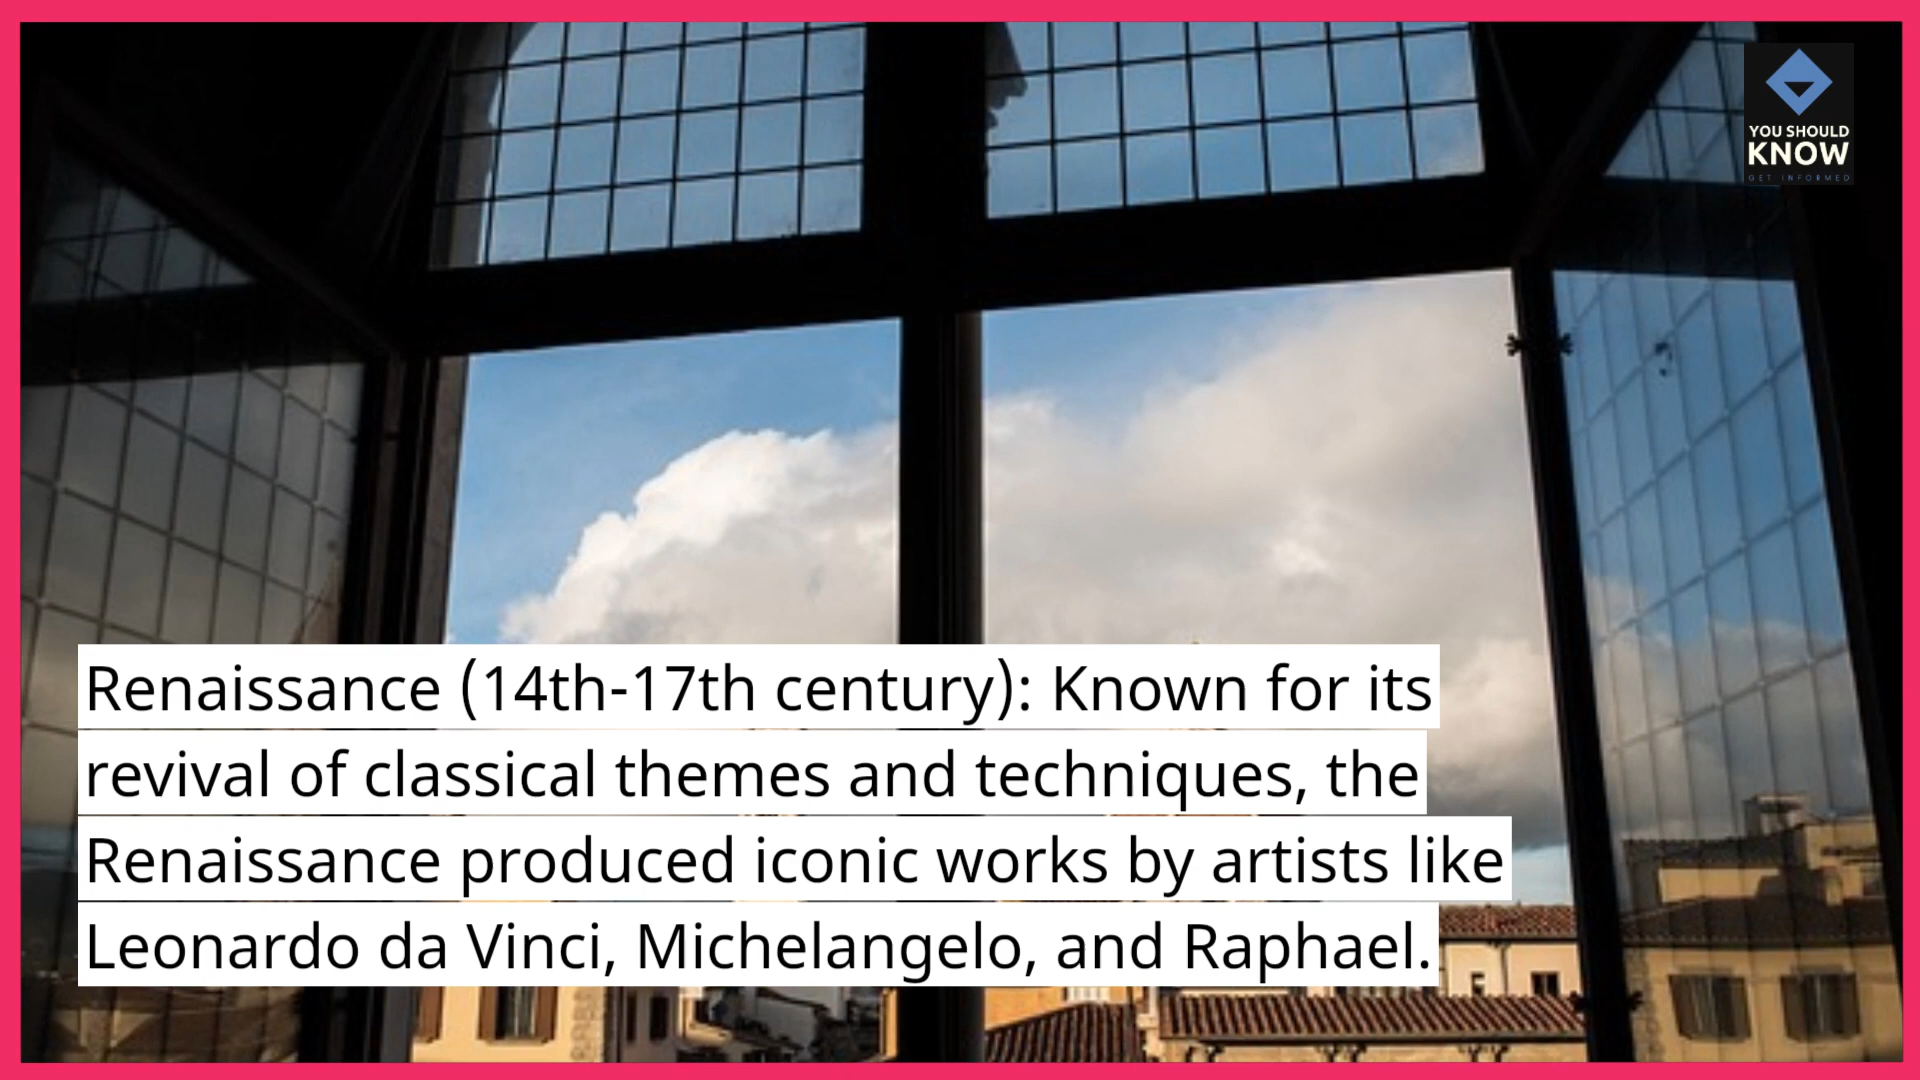 YOU SHOULD
KNOW
GET INFORMED
Renaissance (14th-17th century): Known for its
revival of classical themes and techniques, the
Renaissance produced iconic works by artists like
Leonardo da Vinci, Michelangelo, and Raphael.